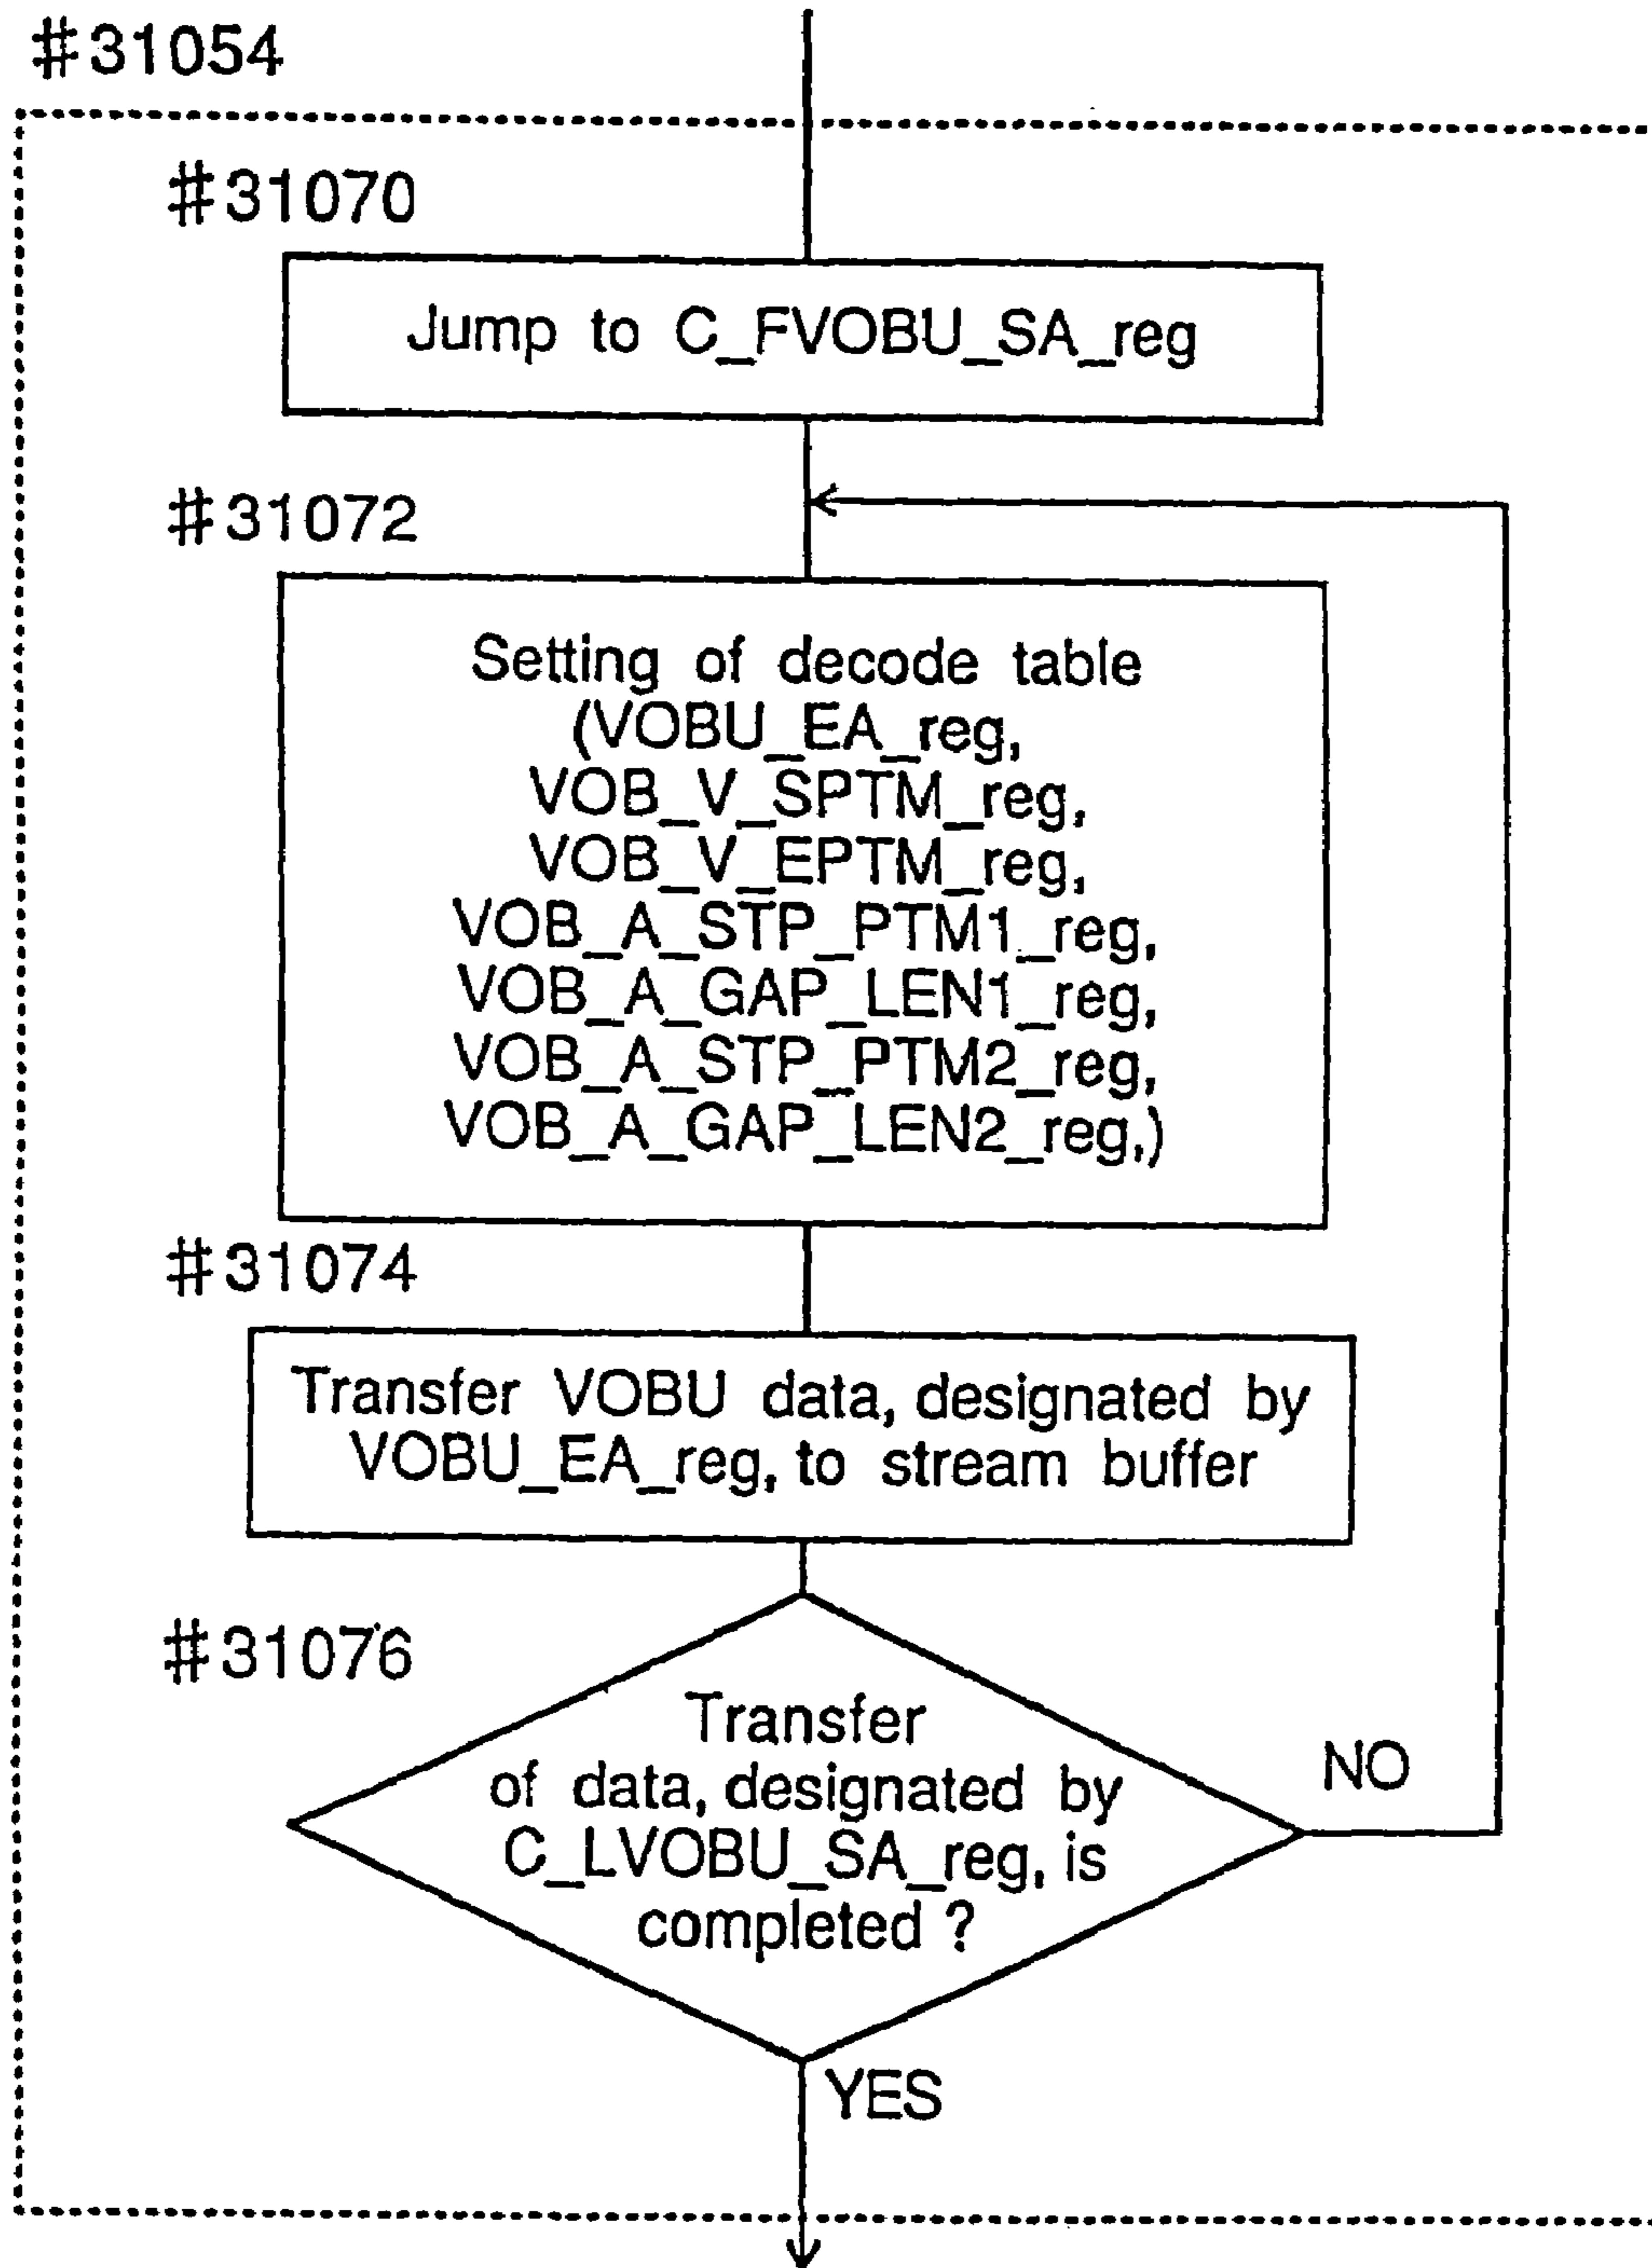 #31054
#31070
Jump to C_FVOBU_SA_reg
#31072
Setting of decode table
(VOBU_EA_reg,
VOB_V_SPTM_reg,
VOB_V_EPTM_reg,
VOB_A_STP_PTM1_reg,
VOB_A_GAP_LEN1_reg,
VOB_A_STP_PTM2_reg,
VOB_A_GAP_LEN2_reg,)
#31074
Transfer VOBU data, designated by
VOBU_EA_reg, to stream buffer
#31076
Transfer
of data, designated by
C_LVOBU_SA_reg, is
completed ?
NO
YES